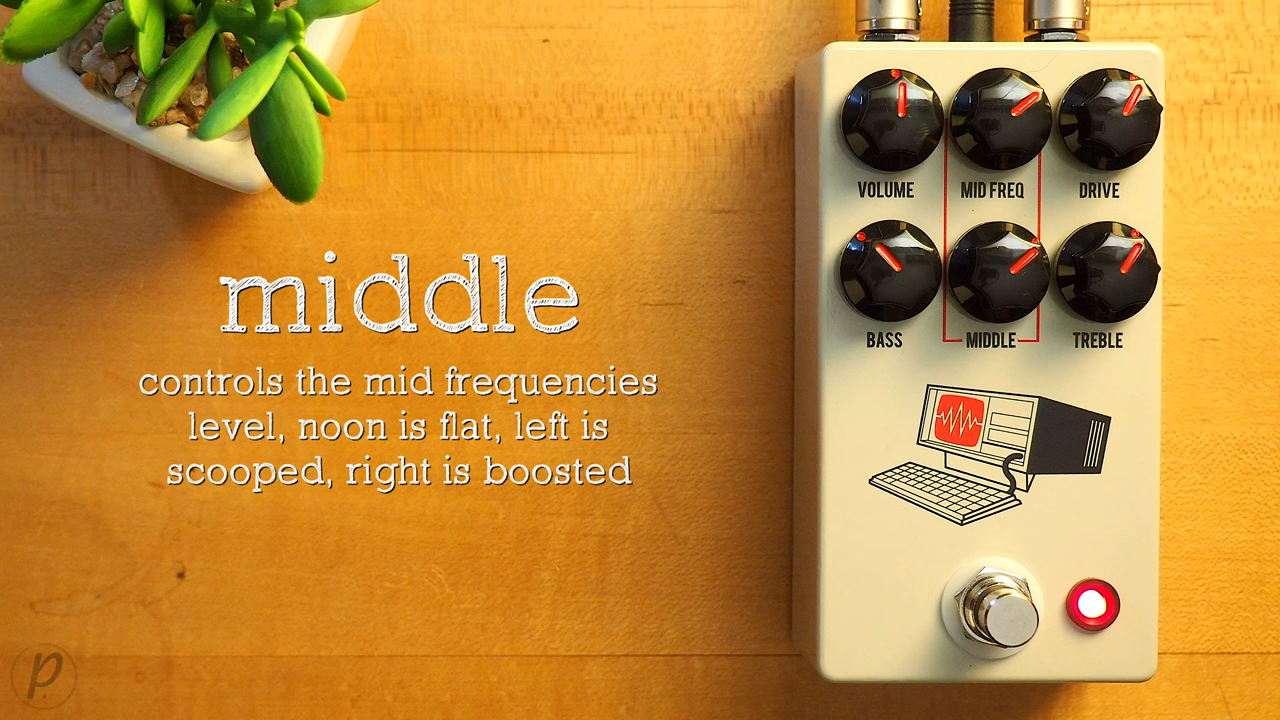 VOLUME
MID FREQ
DRIVE
BASS
MIDDLE
TREBLE
middle
controls the mid frequencies
level, noon is flat, left is
scooped, right is boosted
p